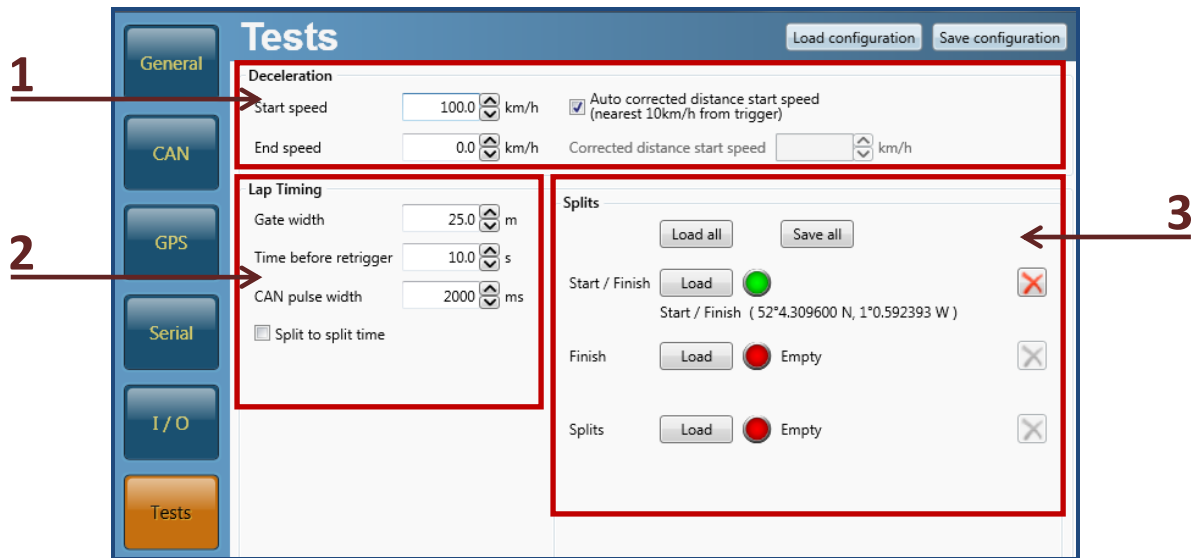 Tests
Load configuration
Save configuration
General
CAN
GPS
Serial
I / O
Tests
1
Deceleration
Start speed 100.0 km/h
Auto corrected distance start speed
(nearest 10km/h from trigger)
End speed 0.0 km/h
Corrected distance start speed km/h
2
Lap Timing
Gate width 25.0 m
Time before retrigger 10.0 s
CAN pulse width 2000 ms
Split to split time
3
Splits
Load all
Save all
Start / Finish Load
Start / Finish ( 52°4.309600 N, 1°0.592393 W )
Finish Load Empty
Splits Load Empty